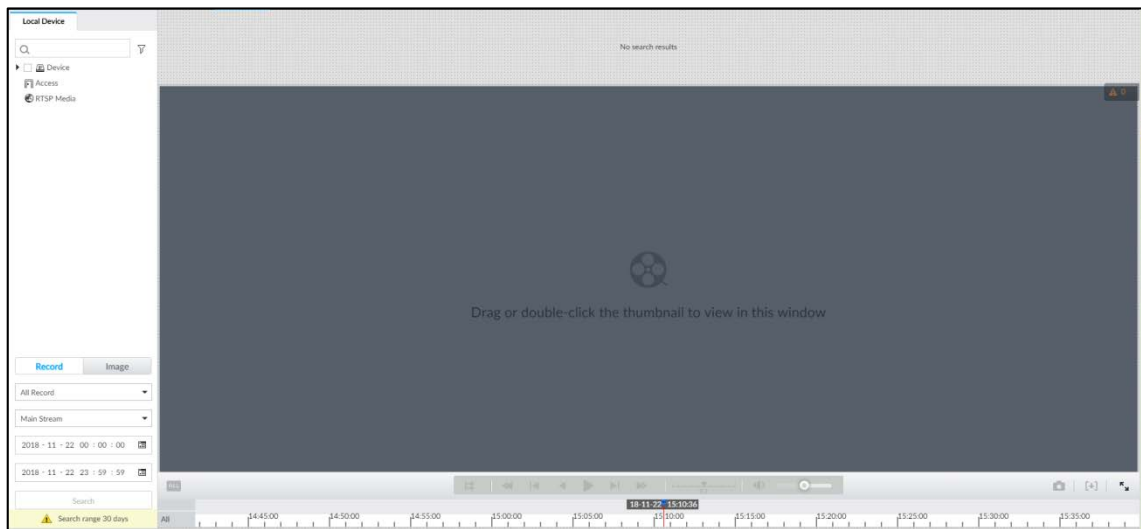 Local Device
No search results
Device
Access
RTSP Media
0
Drag or double-click the thumbnail to view in this window
Record Image
All Record
Main Stream
2018 - 11 - 22 00 : 00 : 00
2018 - 11 - 22 23 : 59 : 59
Search
Search range 30 days
ALL
18-11-22 15:10:36
All 14:45:00 14:50:00 14:55:00 15:00:00 15:05:00 15:10:00 15:15:00 15:20:00 15:25:00 15:30:00 15:35:00